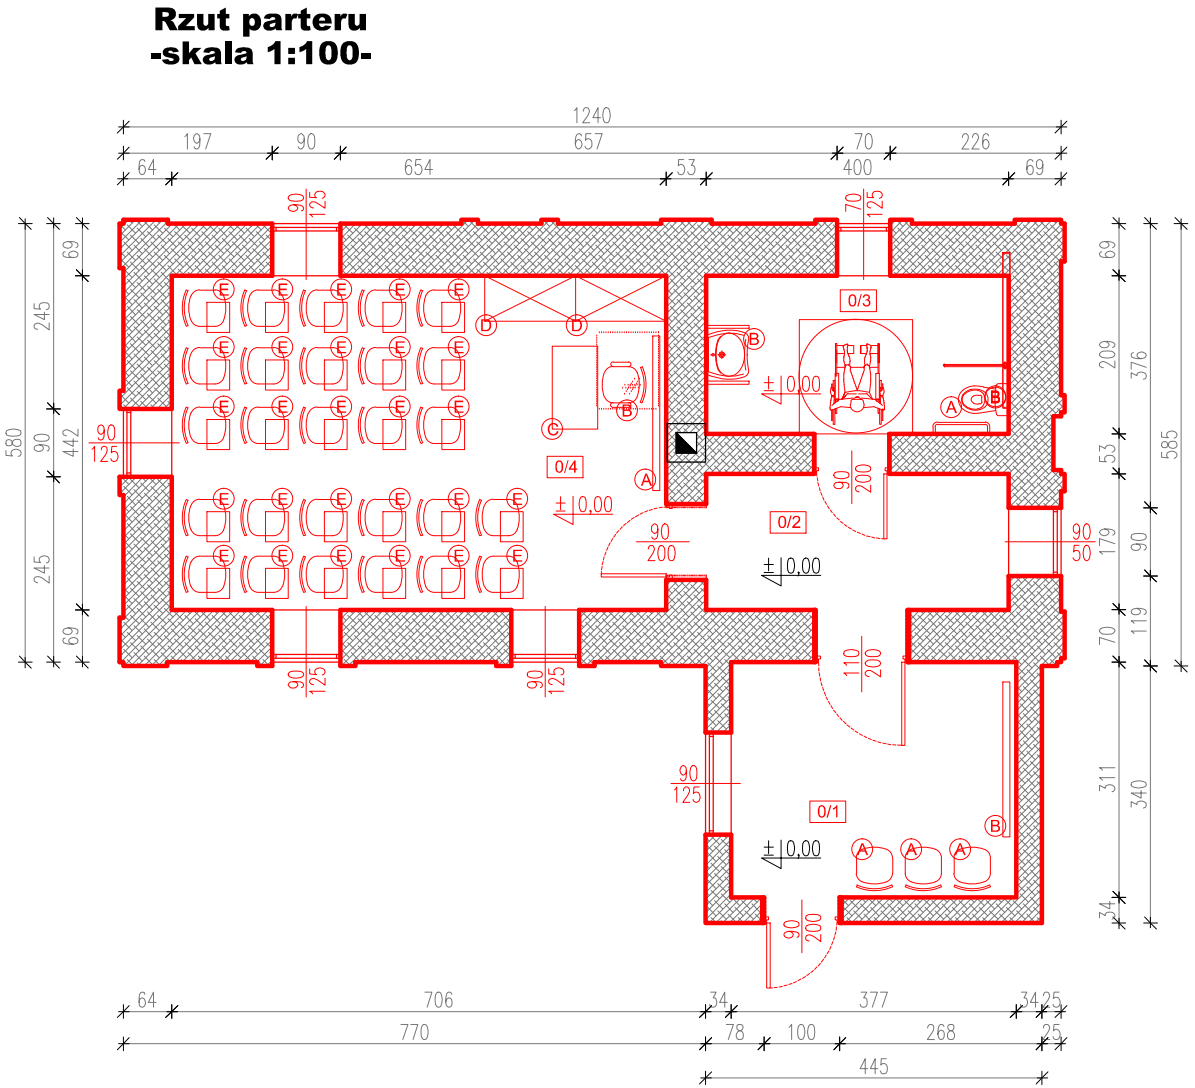 Rzut parteru
-skala 1:100-
1240
197 90 657 70 226
64 654 53 400 69
90
125
70
125
69
442
69
245
90
245
580
69
209
53
179
70
311
34
376
90
119
340
585
E E E E E
D D
0/3
B
E E E E E
± 0,00
B
A
B
E E E E E
C
90
125
0/4
A
90
200
E E E E E E
± 0,00
0/2
90
200
90
50
E E E E E E
± 0,00
90
125
90
125
110
200
90
125
0/1
B
± 0,00
A A A
90
200
64 706 34 377 34 25
770 78 100 268 25
445